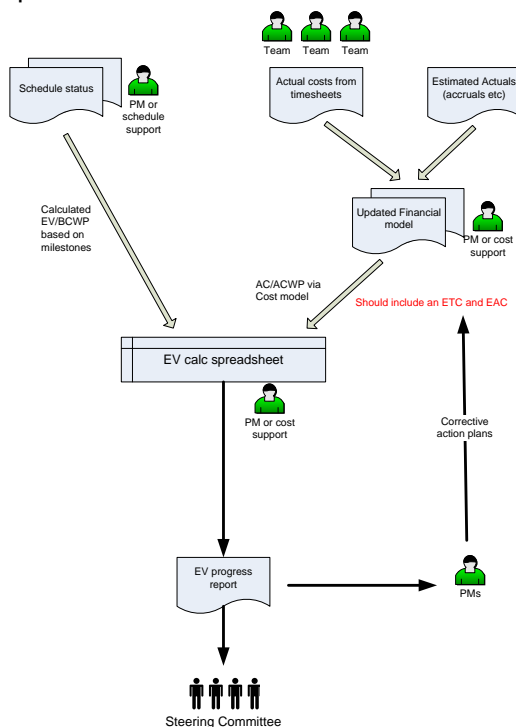 Team
Team
Team
Schedule status
PM or
schedule
support
Actual costs from
timesheets
Estimated Actuals
(accruals etc)
Calculated
EV/BCWP
based on
milestones
Updated Financial
model
PM or cost
support
AC/ACWP via
Cost model
Should include an ETC and EAC
EV calc spreadsheet
PM or cost
support
Corrective
action plans
EV progress
report
PMs
Steering Committee